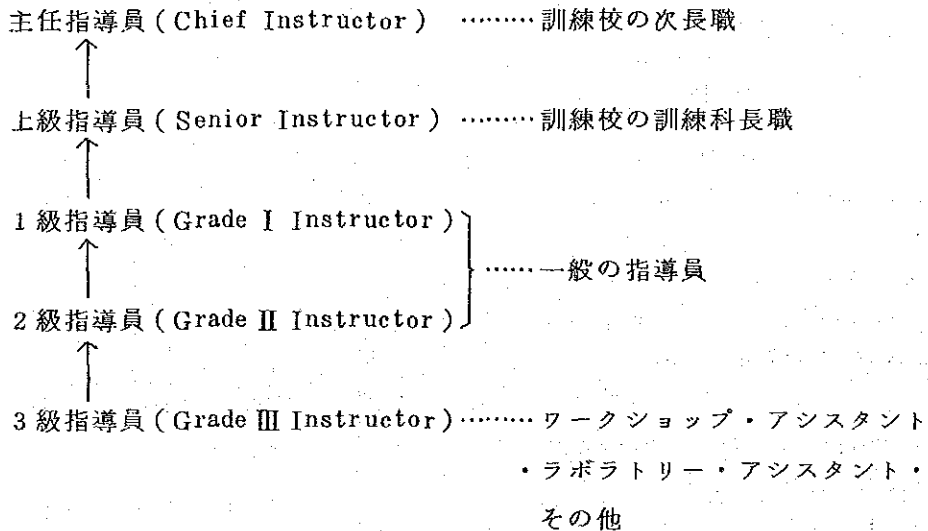 主任指導員(Chief Instructor) ………訓練校の次長職
上級指導員(Senior Instructor) ………訓練校の訓練科長職
1級指導員(Grade I Instructor)
……一般の指導員
2級指導員(Grade II Instructor)
3級指導員(Grade III Instructor)………ワークショップ・アシスタント
・ラボラトリー・アシスタント・
その他